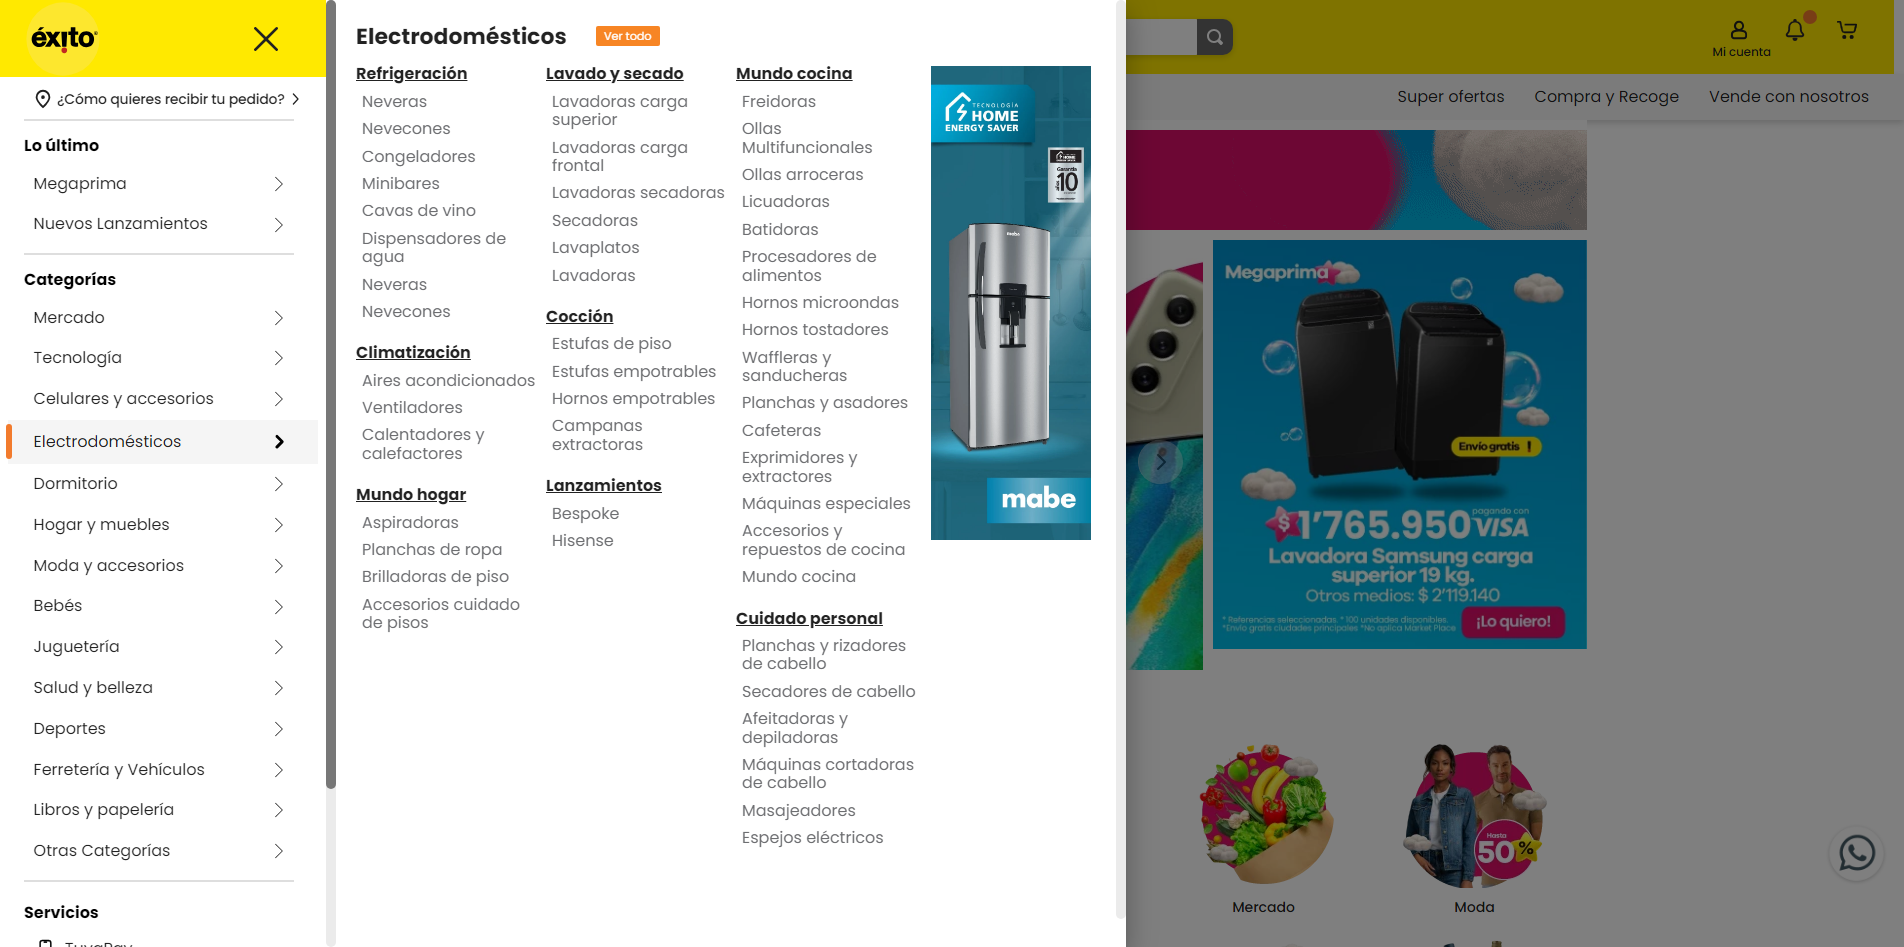 éxito
¿Cómo quieres recibir tu pedido?
Lo último
Megaprima
Nuevos Lanzamientos
Categorías
Mercado
Tecnología
Celulares y accesorios
Electrodomésticos
Dormitorio
Hogar y muebles
Moda y accesorios
Bebés
Juguetería
Salud y belleza
Deportes
Ferretería y Vehículos
Libros y papelería
Otras Categorías
Servicios
TuyaPay
Electrodomésticos
Ver todo
Refrigeración
Neveras
Nevecones
Congeladores
Minibares
Cavas de vino
Dispensadores de
agua
Neveras
Nevecones
Climatización
Aires acondicionados
Ventiladores
Calentadores y
calefactores
Mundo hogar
Aspiradoras
Planchas de ropa
Brilladoras de piso
Accesorios cuidado
de pisos
Lavado y secado
Lavadoras carga
superior
Lavadoras carga
frontal
Lavadoras secadoras
Secadoras
Lavaplatos
Lavadoras
Cocción
Estufas de piso
Estufas empotrables
Hornos empotrables
Campanas
extractoras
Lanzamientos
Bespoke
Hisense
Mundo cocina
Freidoras
Ollas
Multifuncionales
Ollas arroceras
Licuadoras
Batidoras
Procesadores de
alimentos
Hornos microondas
Hornos tostadores
Waffleras y
sanducheras
Planchas y asadores
Cafeteras
Exprimidores y
extractores
Máquinas especiales
Accesorios y
repuestos de cocina
Mundo cocina
Cuidado personal
Planchas y rizadores
de cabello
Secadores de cabello
Afeitadoras y
depiladoras
Máquinas cortadoras
de cabello
Masajeadores
Espejos eléctricos
TECNOLOGÍA
HOME
ENERGY SAVER
HOME
Garantía
10
años
mabe
mabe
Mi cuenta
Super ofertas
Compra y Recoge
Vende con nosotros
Megaprima
Envío gratis !
$1'765.950
pagando con
VISA
Lavadora Samsung carga
superior 19 kg.
Otros medios: $ 2'119.140
* Referencias seleccionadas. * 100 unidades disponibles.
*Envío gratis ciudades principales *No aplica Market Place
¡Lo quiero!
Hasta
50%
Mercado
Moda